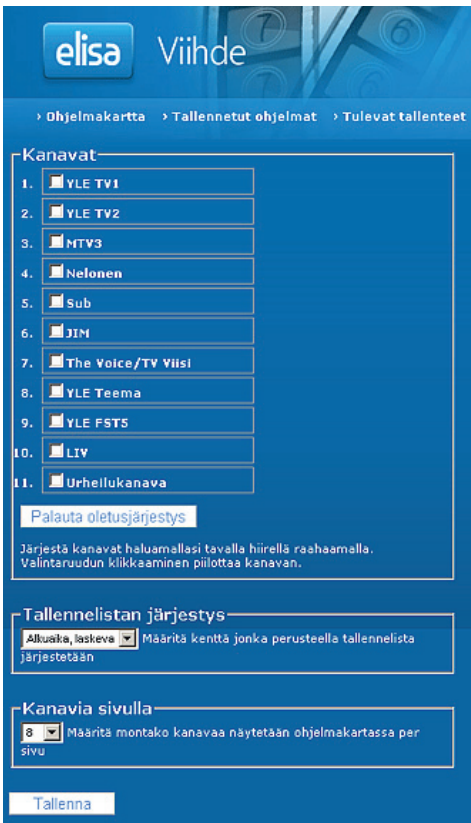 elisa Viihde
› Ohjelmakartta › Tallennetut ohjelmat › Tulevat tallenteet
Kanavat
1. YLE TV1
2. YLE TV2
3. MTV3
4. Nelonen
5. Sub
6. JIM
7. The Voice/TV Viisi
8. YLE Teema
9. YLE FST5
10. LIV
11. Urheilukanava
Palauta oletusjärjestys
Järjestä kanavat haluamallasi tavalla hiirellä raahaamalla.
Valintaruudun klikkaaminen piilottaa kanavan.
Tallennelistan järjestys
Alkuaika, laskeva Määritä kenttä jonka perusteella tallennelista
järjestetään
Kanavia sivulla
8 Määritä montako kanavaa näytetään ohjelmakartassa per
sivu
Tallenna